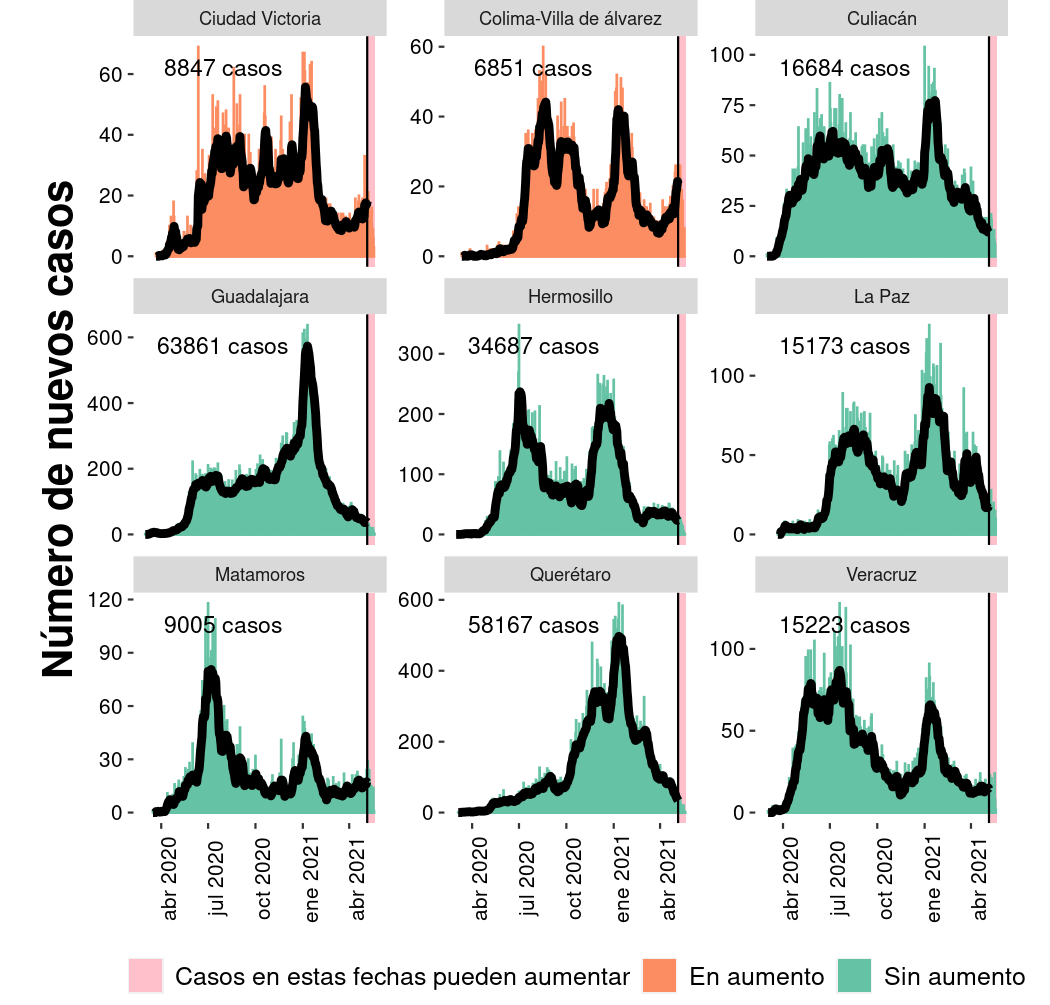 Número de nuevos casos
Ciudad Victoria
8847 casos
60
40
20
0
Colima-Villa de álvarez
6851 casos
60
40
20
0
Culiacán
16684 casos
100
75
50
25
0
Guadalajara
63861 casos
600
400
200
0
Hermosillo
34687 casos
300
200
100
0
La Paz
15173 casos
100
50
0
Matamoros
9005 casos
120
90
60
30
0
Querétaro
58167 casos
600
400
200
0
Veracruz
15223 casos
100
50
0
abr 2020
jul 2020
oct 2020
ene 2021
abr 2021
abr 2020
jul 2020
oct 2020
ene 2021
abr 2021
abr 2020
jul 2020
oct 2020
ene 2021
abr 2021
Casos en estas fechas pueden aumentar
En aumento
Sin aumento